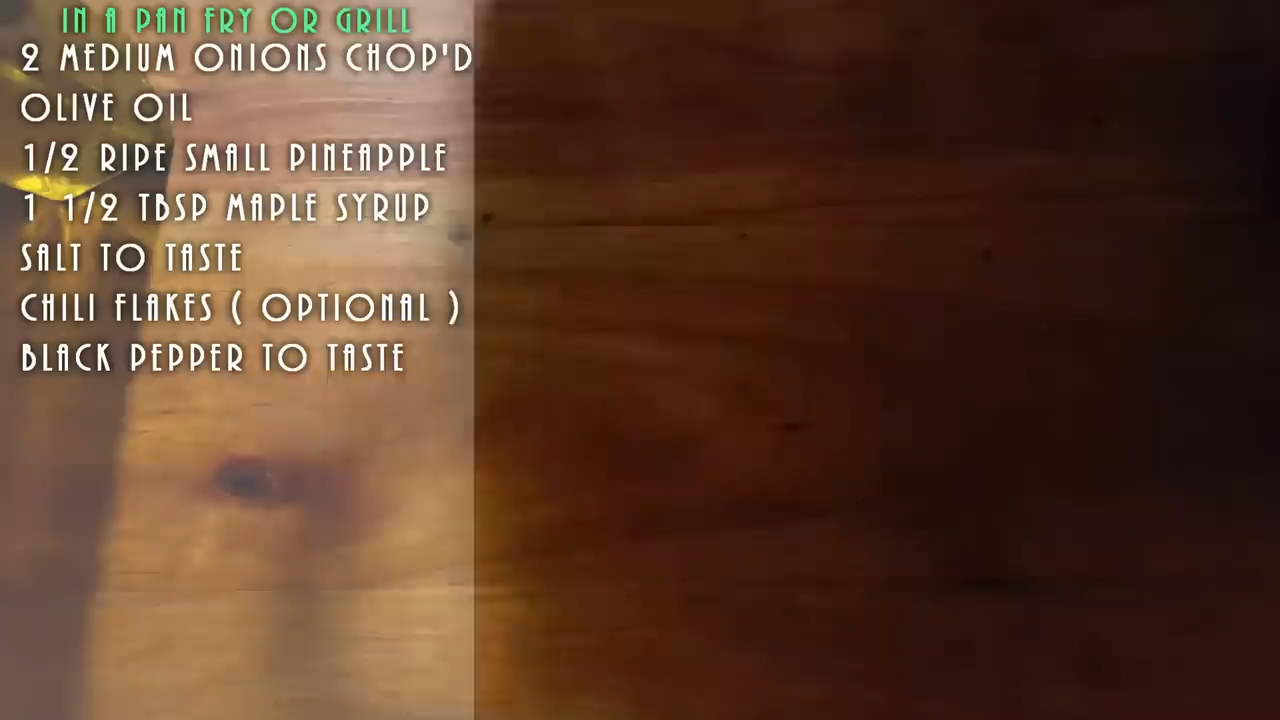 IN A PAN FRY OR GRILL
2 MEDIUM ONIONS CHOP'D
OLIVE OIL
1/2 RIPE SMALL PINEAPPLE
1 1/2 TBSP MAPLE SYRUP
SALT TO TASTE
CHILI FLAKES ( OPTIONAL )
BLACK PEPPER TO TASTE